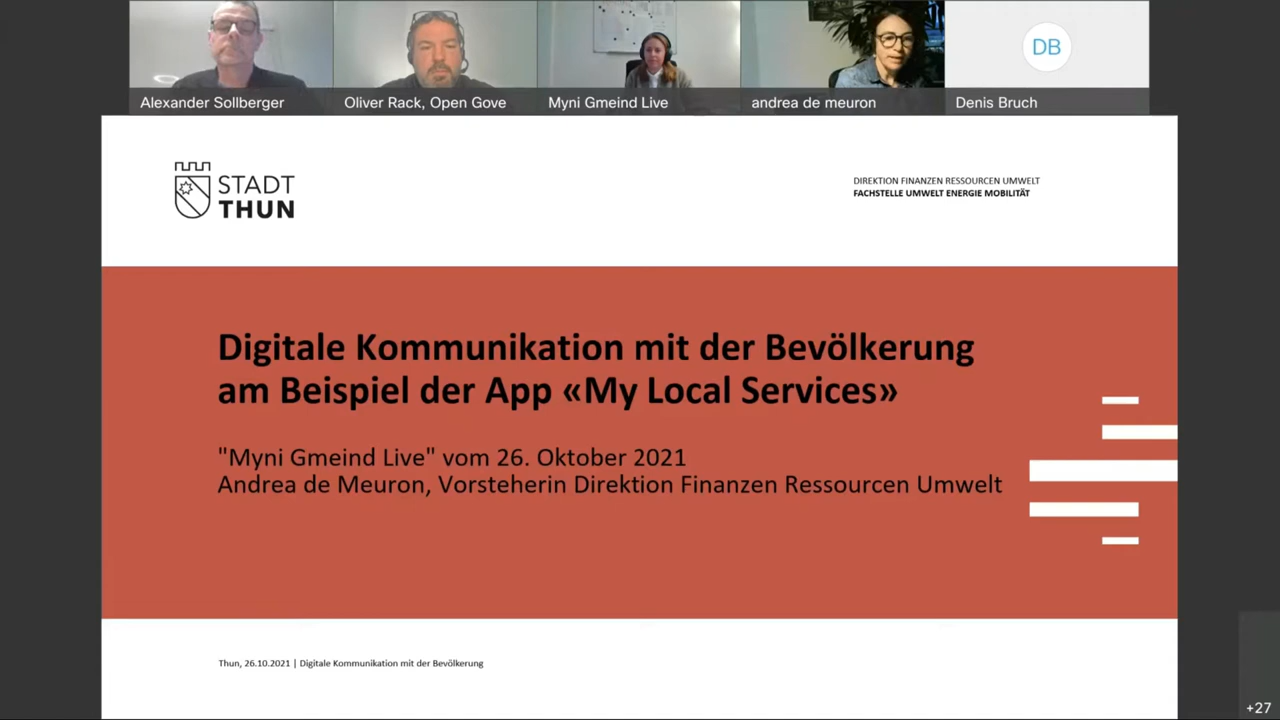 Alexander Sollberger
Oliver Rack, Open Gove
Myni Gmeind Live
andrea de meuron
DB
Denis Bruch
STADT
THUN
DIREKTION FINANZEN RESSOURCEN UMWELT
FACHSTELLE UMWELT ENERGIE MOBILITÄT
Digitale Kommunikation mit der Bevölkerung
am Beispiel der App «My Local Services»
"Myni Gmeind Live" vom 26. Oktober 2021
Andrea de Meuron, Vorsteherin Direktion Finanzen Ressourcen Umwelt
Thun, 26.10.2021 | Digitale Kommunikation mit der Bevölkerung
+27